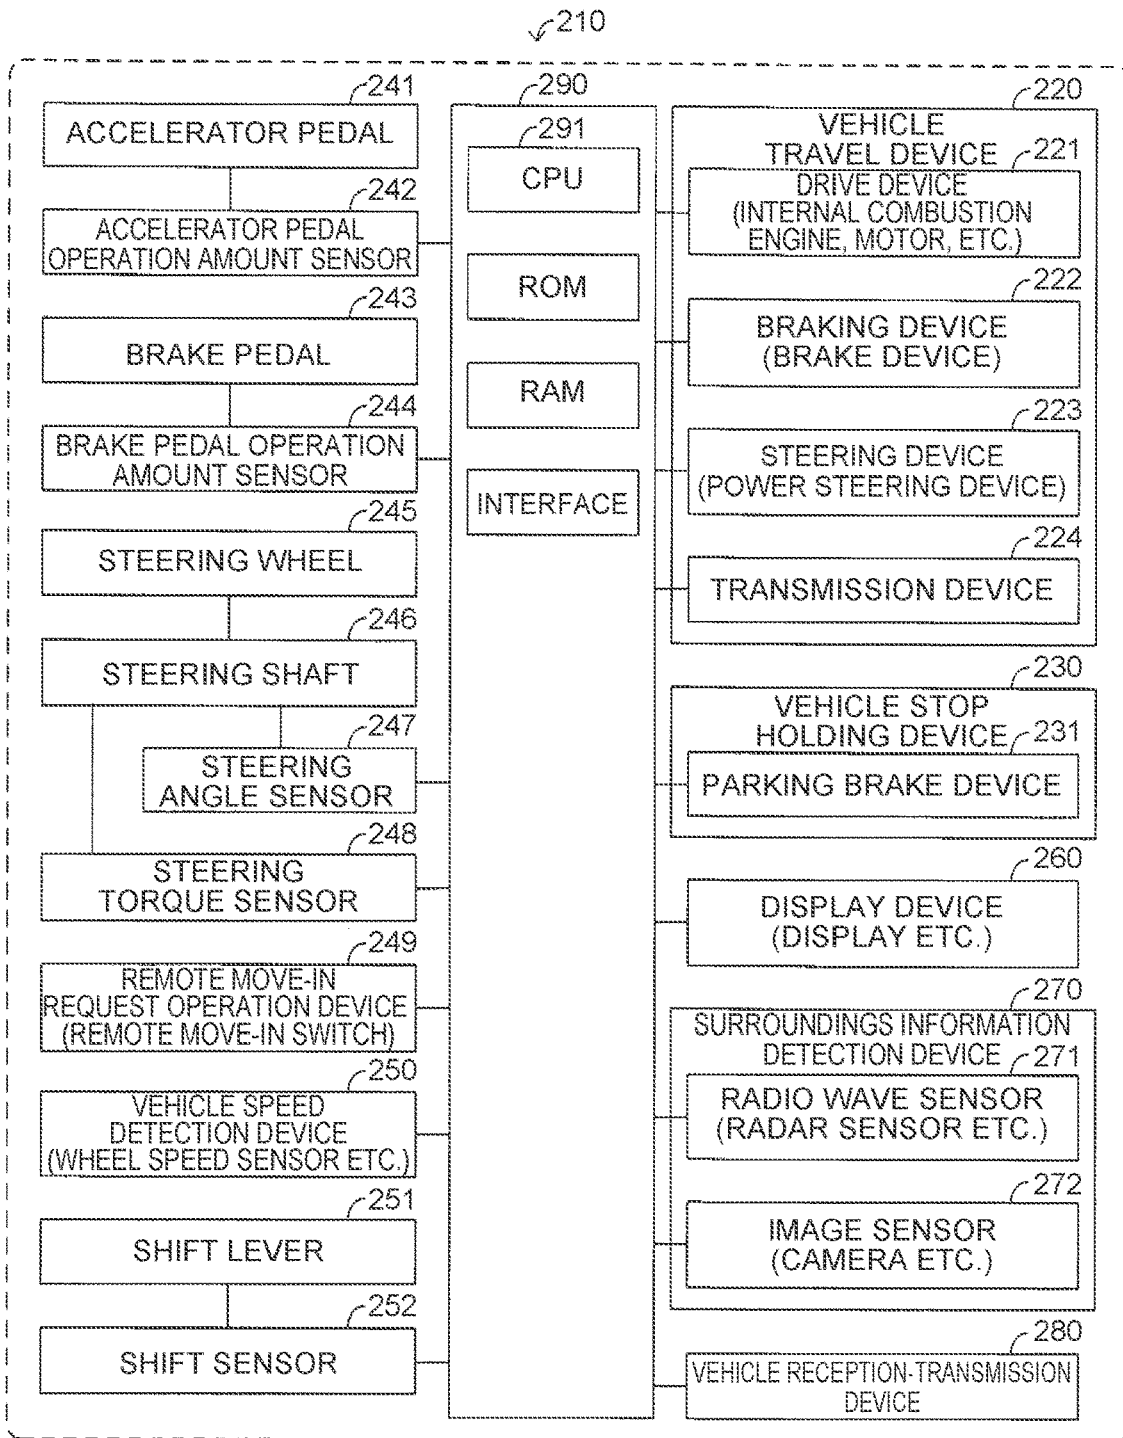 210
241
ACCELERATOR PEDAL
242
ACCELERATOR PEDAL
OPERATION AMOUNT SENSOR
243
BRAKE PEDAL
244
BRAKE PEDAL OPERATION
AMOUNT SENSOR
245
STEERING WHEEL
246
STEERING SHAFT
247
STEERING
ANGLE SENSOR
248
STEERING
TORQUE SENSOR
249
REMOTE MOVE-IN
REQUEST OPERATION DEVICE
(REMOTE MOVE-IN SWITCH)
250
VEHICLE SPEED
DETECTION DEVICE
(WHEEL SPEED SENSOR ETC.)
251
SHIFT LEVER
252
SHIFT SENSOR
290
291
CPU
ROM
RAM
INTERFACE
220
VEHICLE
TRAVEL DEVICE
221
DRIVE DEVICE
(INTERNAL COMBUSTION
ENGINE, MOTOR, ETC.)
222
BRAKING DEVICE
(BRAKE DEVICE)
223
STEERING DEVICE
(POWER STEERING DEVICE)
224
TRANSMISSION DEVICE
230
VEHICLE STOP
HOLDING DEVICE
231
PARKING BRAKE DEVICE
260
DISPLAY DEVICE
(DISPLAY ETC.)
270
SURROUNDINGS INFORMATION
DETECTION DEVICE
271
RADIO WAVE SENSOR
(RADAR SENSOR ETC.)
272
IMAGE SENSOR
(CAMERA ETC.)
280
VEHICLE RECEPTION-TRANSMISSION
DEVICE